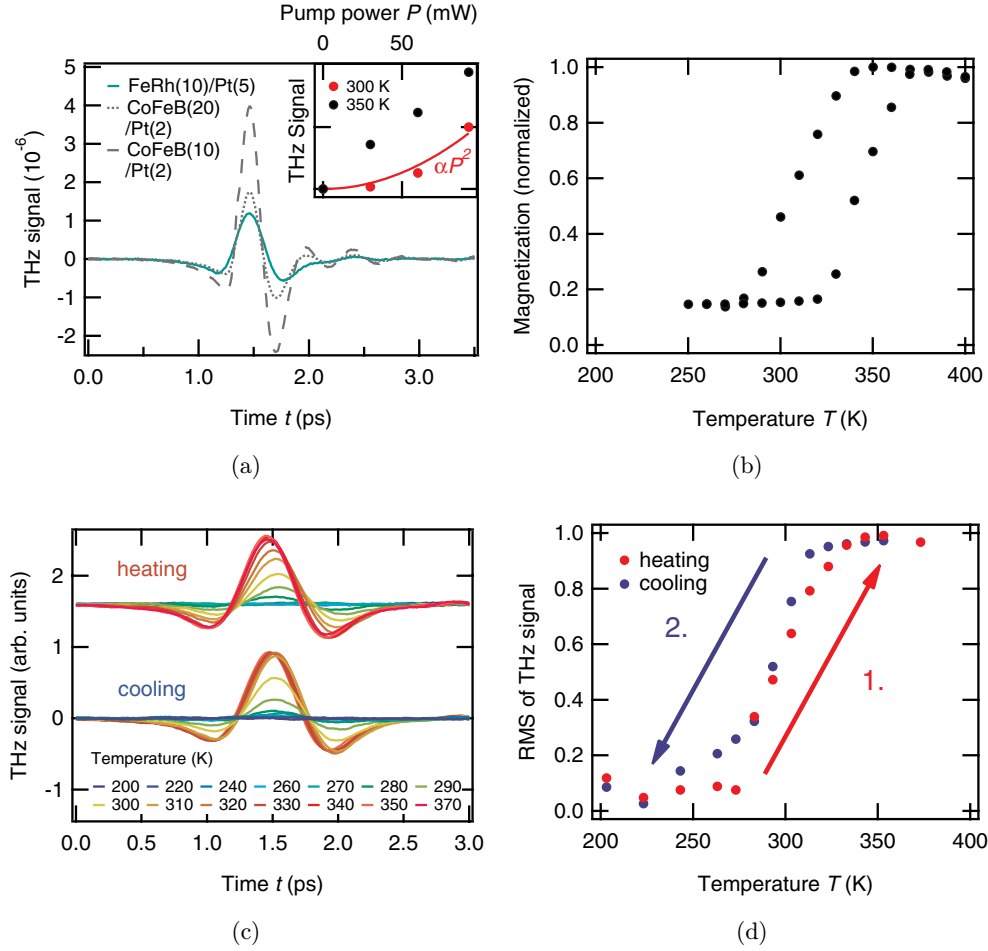 Pump power P (mW)
0 50
5
4
3
2
1
0
-1
-2
THz signal (10-6)
FeRh(10)/Pt(5)
CoFeB(20)
/Pt(2)
CoFeB(10)
/Pt(2)
THz Signal
300 K
350 K
αP2
0.0 1.0 2.0 3.0
Time t (ps)
(a)
1.0
0.8
0.6
0.4
0.2
0.0
Magnetization (normalized)
200 250 300 350 400
Temperature T (K)
(b)
2
1
0
-1
THz signal (arb. units)
heating
cooling
Temperature (K)
200 220 240 260 270 280 290
300 310 320 330 340 350 370
0.0 0.5 1.0 1.5 2.0 2.5 3.0
Time t (ps)
(c)
1.0
0.8
0.6
0.4
0.2
0.0
RMS of THz signal
heating
cooling
2.
1.
200 250 300 350 400
Temperature T (K)
(d)